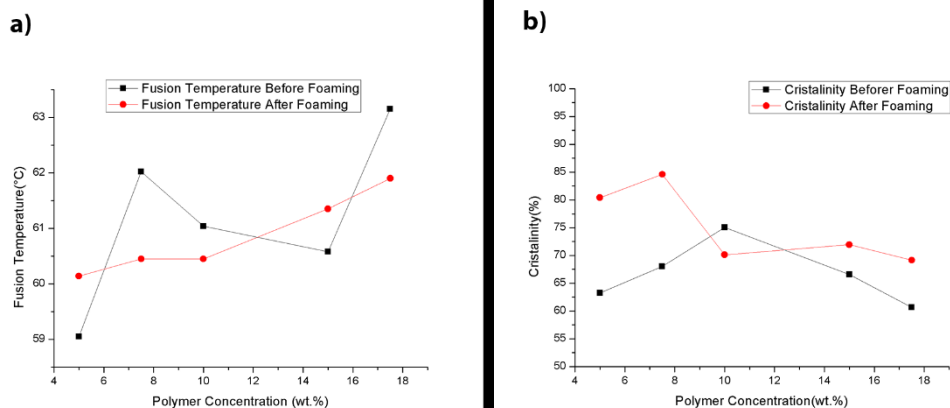 a)
Fusion Temperature Before Foaming
Fusion Temperature After Foaming
63
62
61
60
59
Fusion Temperature(°C)
4 6 8 10 12 14 16 18
Polymer Concentration (wt.%)
b)
Cristalinity Beforer Foaming
Cristalinity After Foaming
100
95
90
85
80
75
70
65
60
55
50
Cristalinity(%)
4 6 8 10 12 14 16 18
Polymer Concentration(wt.%)